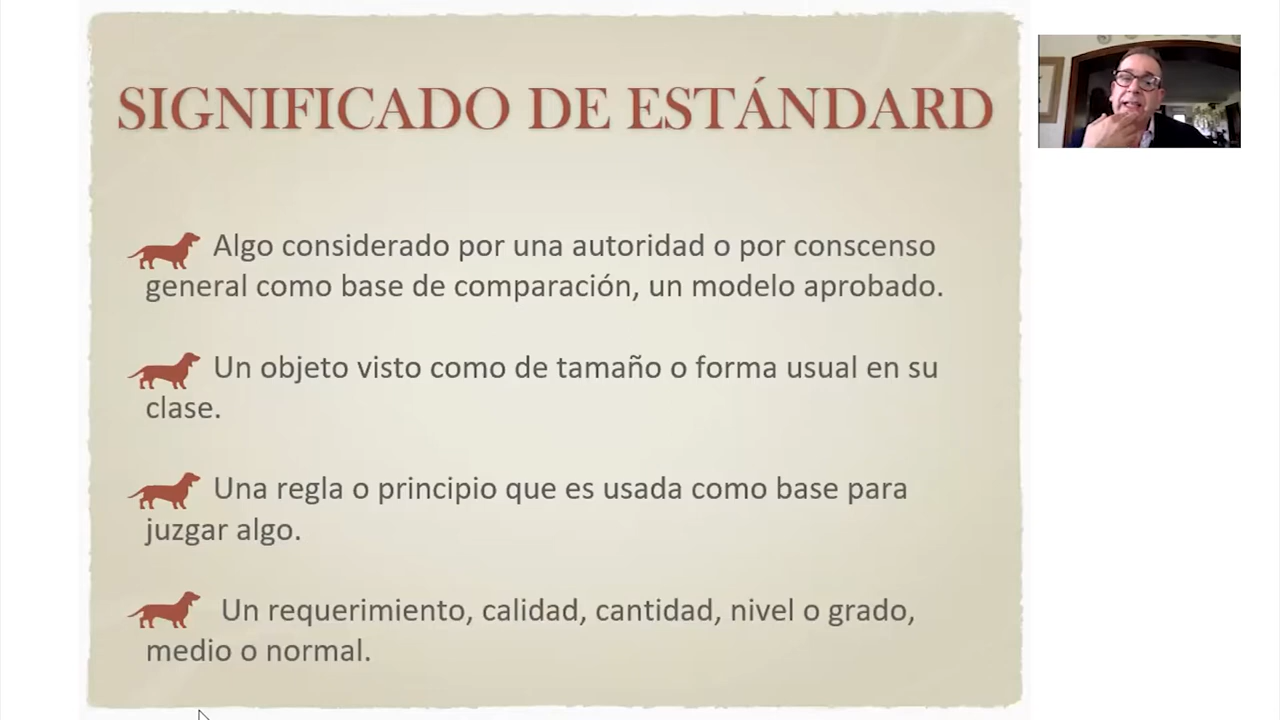 SIGNIFICADO DE ESTÁNDARD
Algo considerado por una autoridad o por conscenso
general como base de comparación, un modelo aprobado.
Un objeto visto como de tamaño o forma usual en su
clase.
Una regla o principio que es usada como base para
juzgar algo.
Un requerimiento, calidad, cantidad, nivel o grado,
medio o normal.